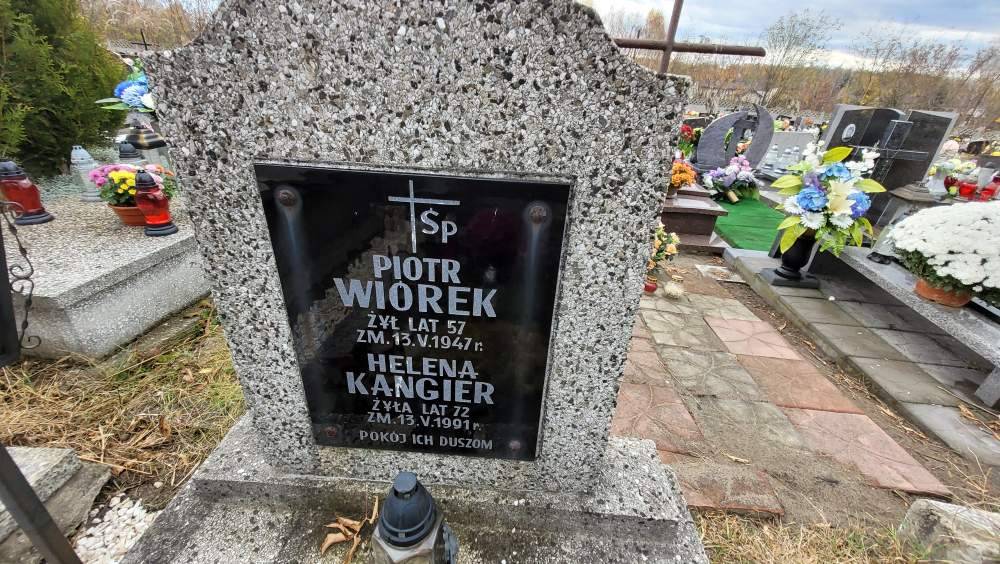 ŚP
PIOTR
WIOREK
ŻYŁ LAT 57
ZM. 13.V.1947 r.
HELENA
KANGIER
ŻYŁA LAT 72
ZM. 13.V.1991 r.
POKÓJ ICH DUSZOM